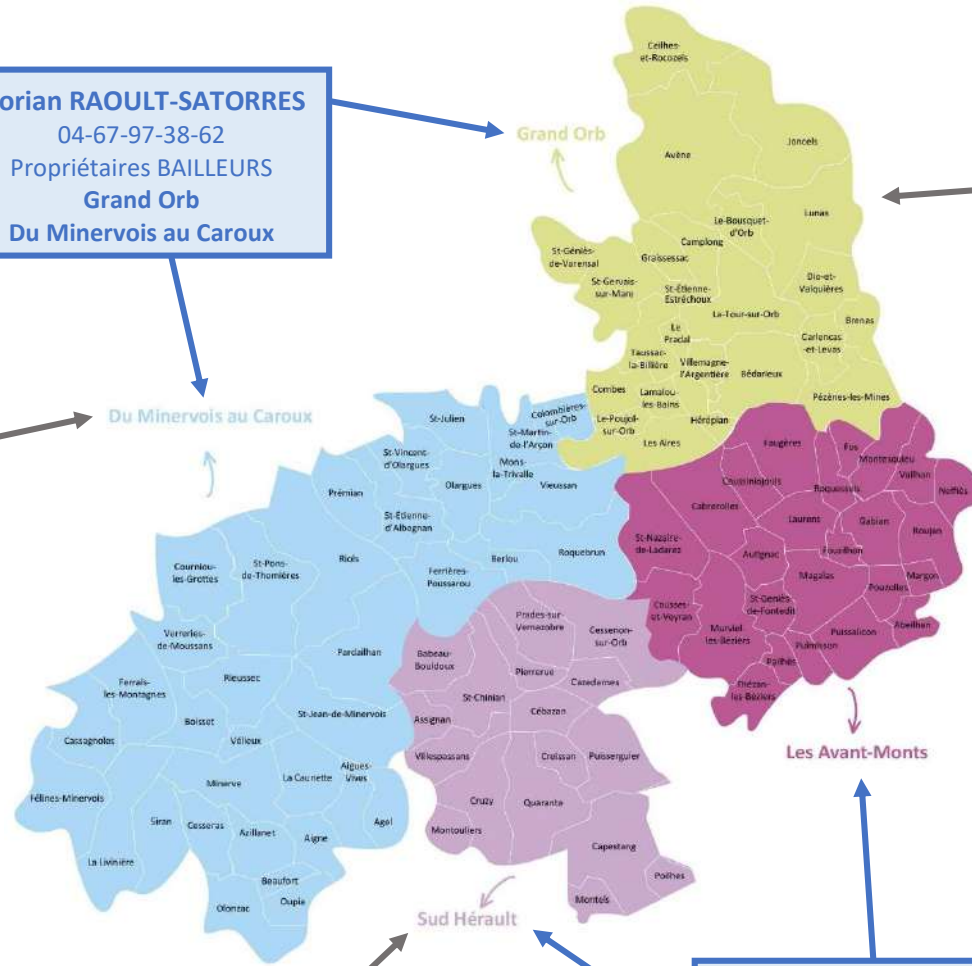 orian RAOULT-SATORRES
04-67-97-38-62
Propriétaires BAILLEURS
Grand Orb
Du Minervois au Caroux
Ceilhes-
et-Rocozels
Grand Orb
Avène
Joncels
Lunas
Le-Bousquet-
d'Orb
Camplong
St-Géniès-
de-Varensal
Graissessac
St-Gervais-
sur-Mare
St-Étienne-
Estréchoux
Dio-et-
Valquières
La-Tour-sur-Orb
Brenas
Le
Pradal
Carlencas
-et-Levas
Taussac-
la-Billière
Villemagne-
l'Argentière
Bédarieux
Combes
Lamalou-
les-Bains
Pézènes-les-Mines
Le-Poujol-
sur-Orb
Hérépian
Les Aires
Du Minervois au Caroux
St-Julien
Colombières-
sur-Orb
St-Martin-
de-l'Arçon
St-Vincent-
d'Olargues
Mons-
la-Trivalle
Prémian
Olargues
Vieussan
St-Étienne-
d'Albagnan
Courniou-
les-Grottes
St-Pons-
de-Thomières
Riols
Berlou
Roquebrun
Ferrières-
Poussarou
Verreries-
de-Moussans
Pardailhan
Ferrals-
les-Montagnes
Rieussec
Boisset
St-Jean-de-Minervois
Cassagnoles
Vélieux
Minerve
La Caunette
Aigues-
Vives
Félines-Minervois
Siran
Cesseras
Azillanet
Aigne
Agel
La Livinière
Beaufort
Olonzac
Oupia
Faugères
Fos
Montesquieu
Vailhan
Neffiès
Caussiniojouls
Roquessels
Cabrerolles
Laurens
Gabian
Roujan
St-Nazaire-
de-Ladarez
Autignac
Fouzilhon
Magalas
Margon
Pouzolles
Causses-
et-Veyran
St-Geniès-
de-Fontedit
Abeilhan
Murviel-
les-Béziers
Puissalicon
Puimisson
Pailhès
Thézan-
les-Béziers
Les Avant-Monts
Prades-sur-
Vernazobre
Cessenon-
sur-Orb
Babeau-
Bouldoux
Pierrerue
Cazedarnes
St-Chinian
Assignan
Cébazan
Villespassans
Creissan
Puisserguier
Cruzy
Quarante
Montouliers
Capestang
Poilhes
Montels
Sud Hérault